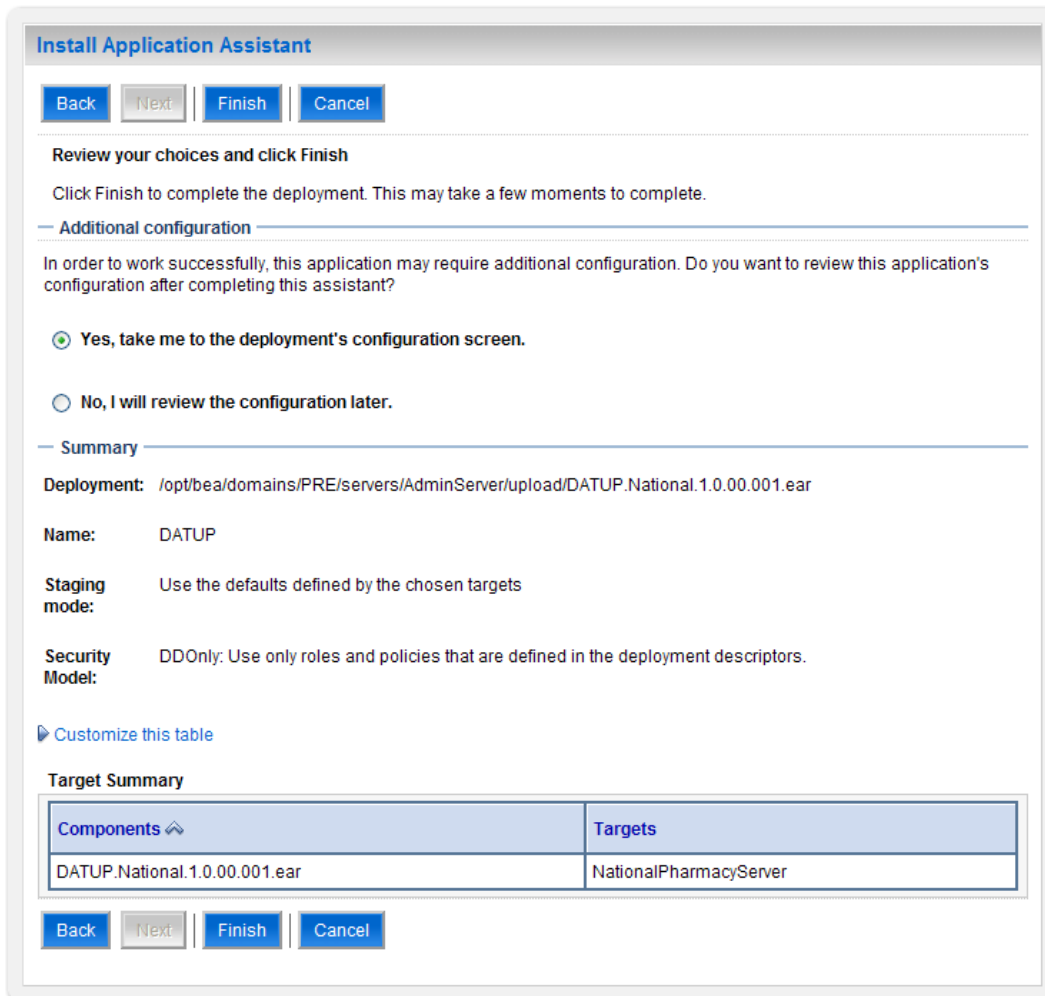 Install Application Assistant
Back Next Finish Cancel
Review your choices and click Finish
Click Finish to complete the deployment. This may take a few moments to complete.
Additional configuration
In order to work successfully, this application may require additional configuration. Do you want to review this application's
configuration after completing this assistant?
Yes, take me to the deployment's configuration screen.
No, I will review the configuration later.
Summary
Deployment: /opt/bea/domains/PRE/servers/AdminServer/upload/DATUP.National.1.0.00.001.ear
Name: DATUP
Staging mode: Use the defaults defined by the chosen targets
Security Model: DDOnly: Use only roles and policies that are defined in the deployment descriptors.
Customize this table
Target Summary
Components Targets
DATUP.National.1.0.00.001.ear NationalPharmacyServer
Back Next Finish Cancel